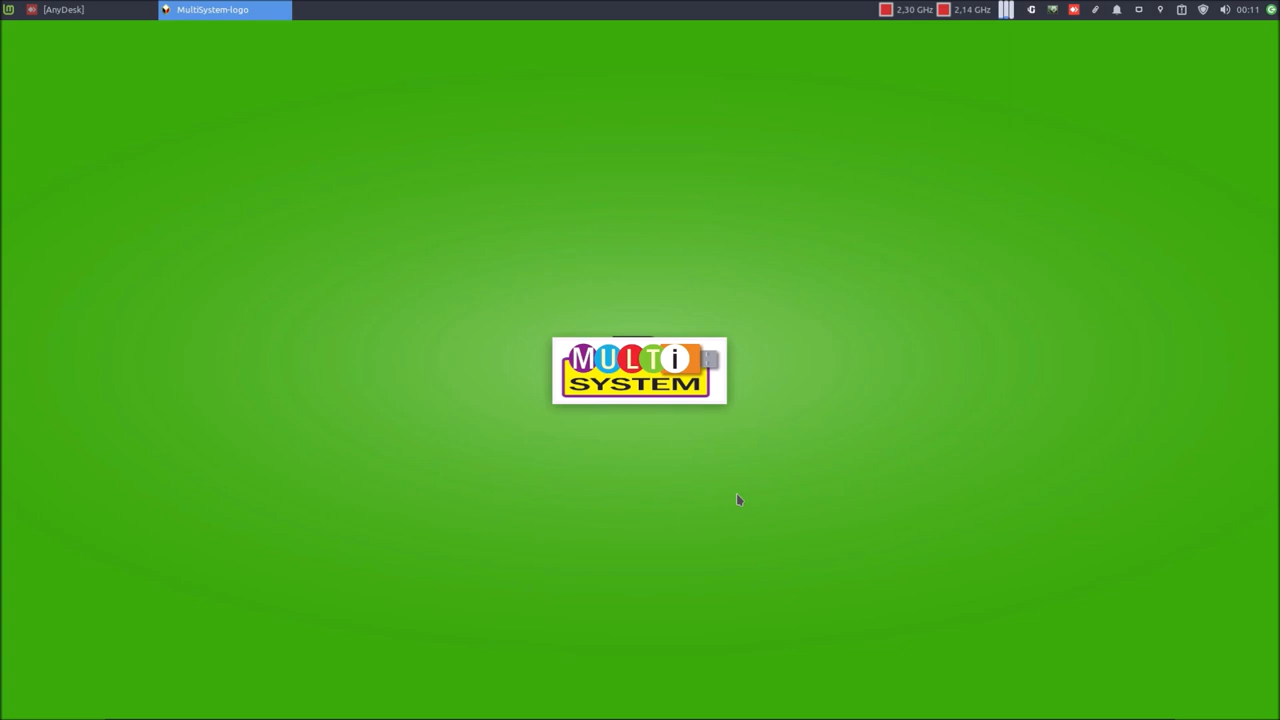 [AnyDesk]
MultiSystem-logo
2,30 GHz
2,14 GHz
00:11
MULTi
SYSTEM